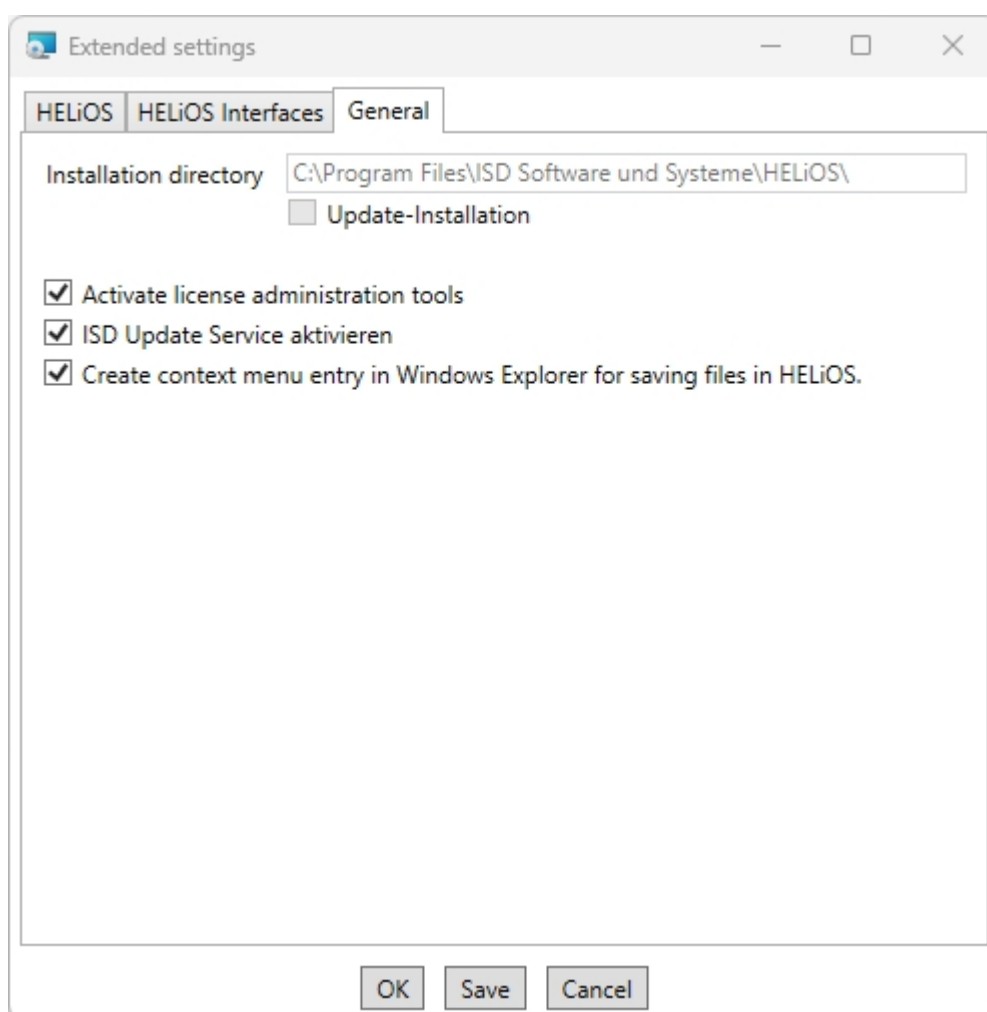 Extended settings
HELiOS HELiOS Interfaces General
Installation directory C:\Program Files\ISD Software und Systeme\HELiOS\
Update-Installation
Activate license administration tools
ISD Update Service aktivieren
Create context menu entry in Windows Explorer for saving files in HELiOS.
OK Save Cancel